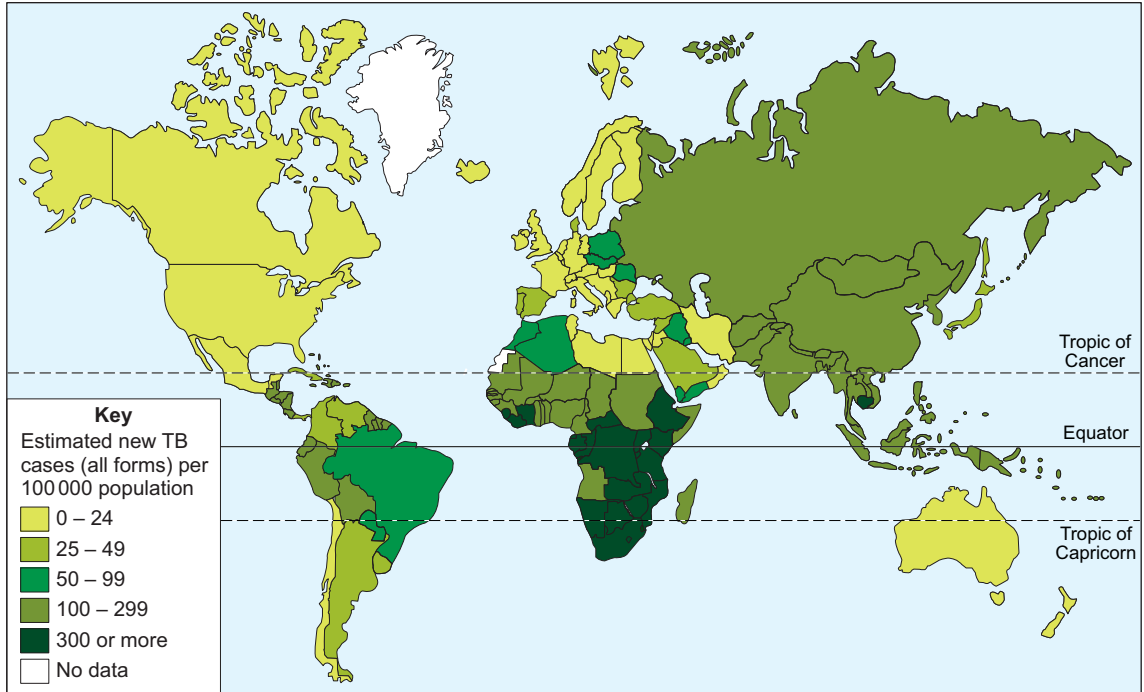 Tropic of
Cancer
Equator
Tropic of
Capricorn
Key
Estimated new TB
cases (all forms) per
100 000 population
0 – 24
25 – 49
50 – 99
100 – 299
300 or more
No data